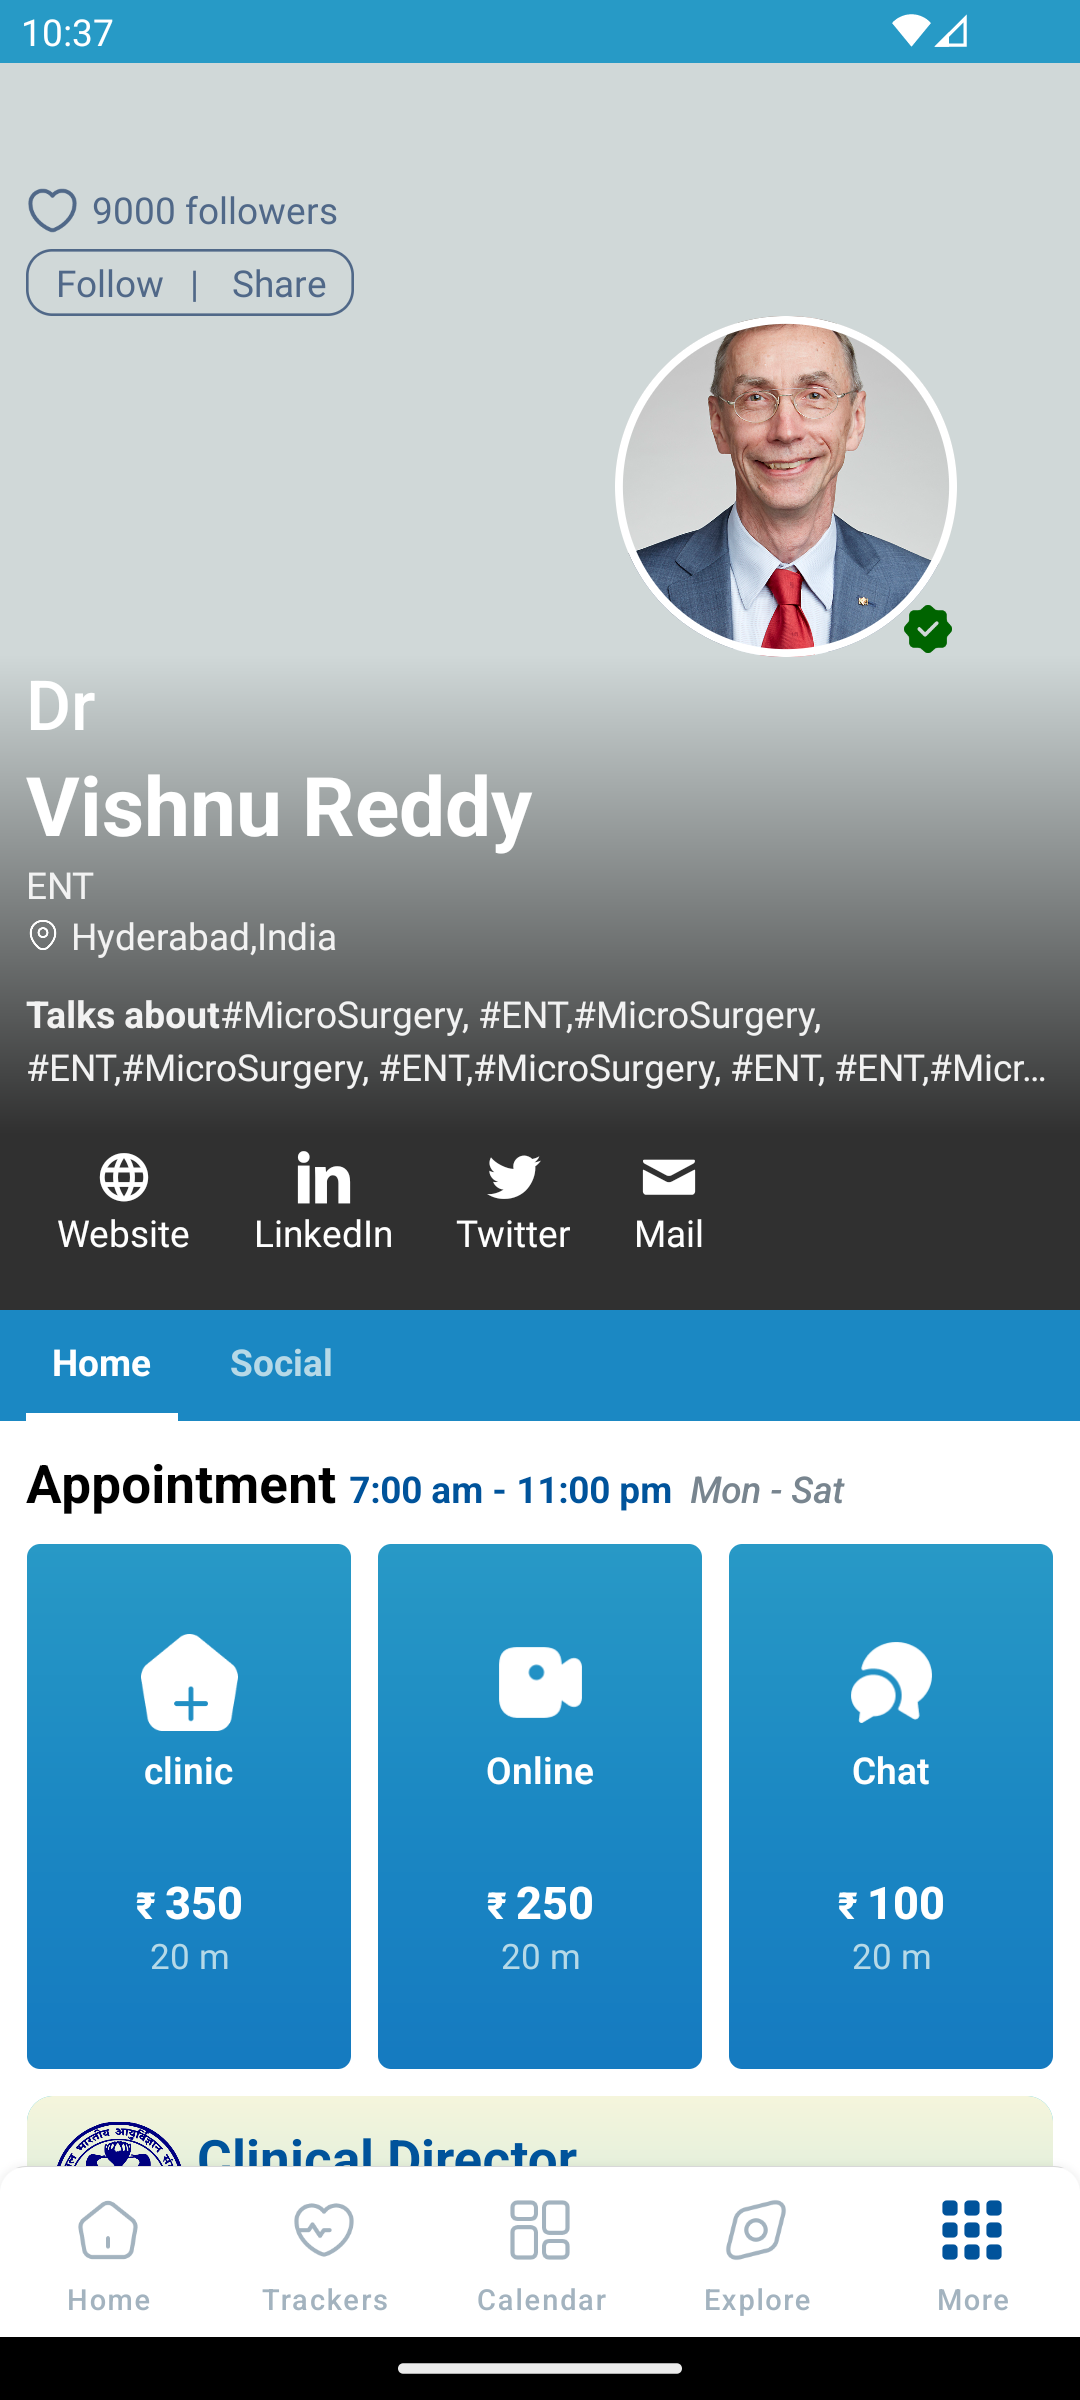 10:37
9000 followers
Follow | Share
Dr
Vishnu Reddy
ENT
Hyderabad,India
Talks about#MicroSurgery, #ENT,#MicroSurgery,
#ENT,#MicroSurgery, #ENT,#MicroSurgery, #ENT, #ENT,#Micr...
Website LinkedIn Twitter Mail
Home Social
Appointment 7:00 am - 11:00 pm Mon - Sat
clinic Online Chat
₹ 350 ₹ 250 ₹ 100
20 m 20 m 20 m
भारतीय आयुर्विज्ञान
Clinical Director
Home Trackers Calendar Explore More